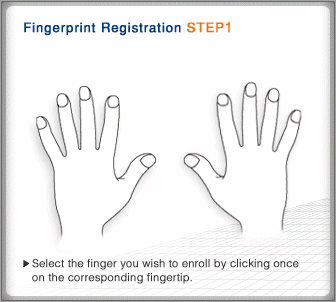 Fingerprint Registration STEP1
Select the finger you wish to enroll by clicking once
on the corresponding fingertip.